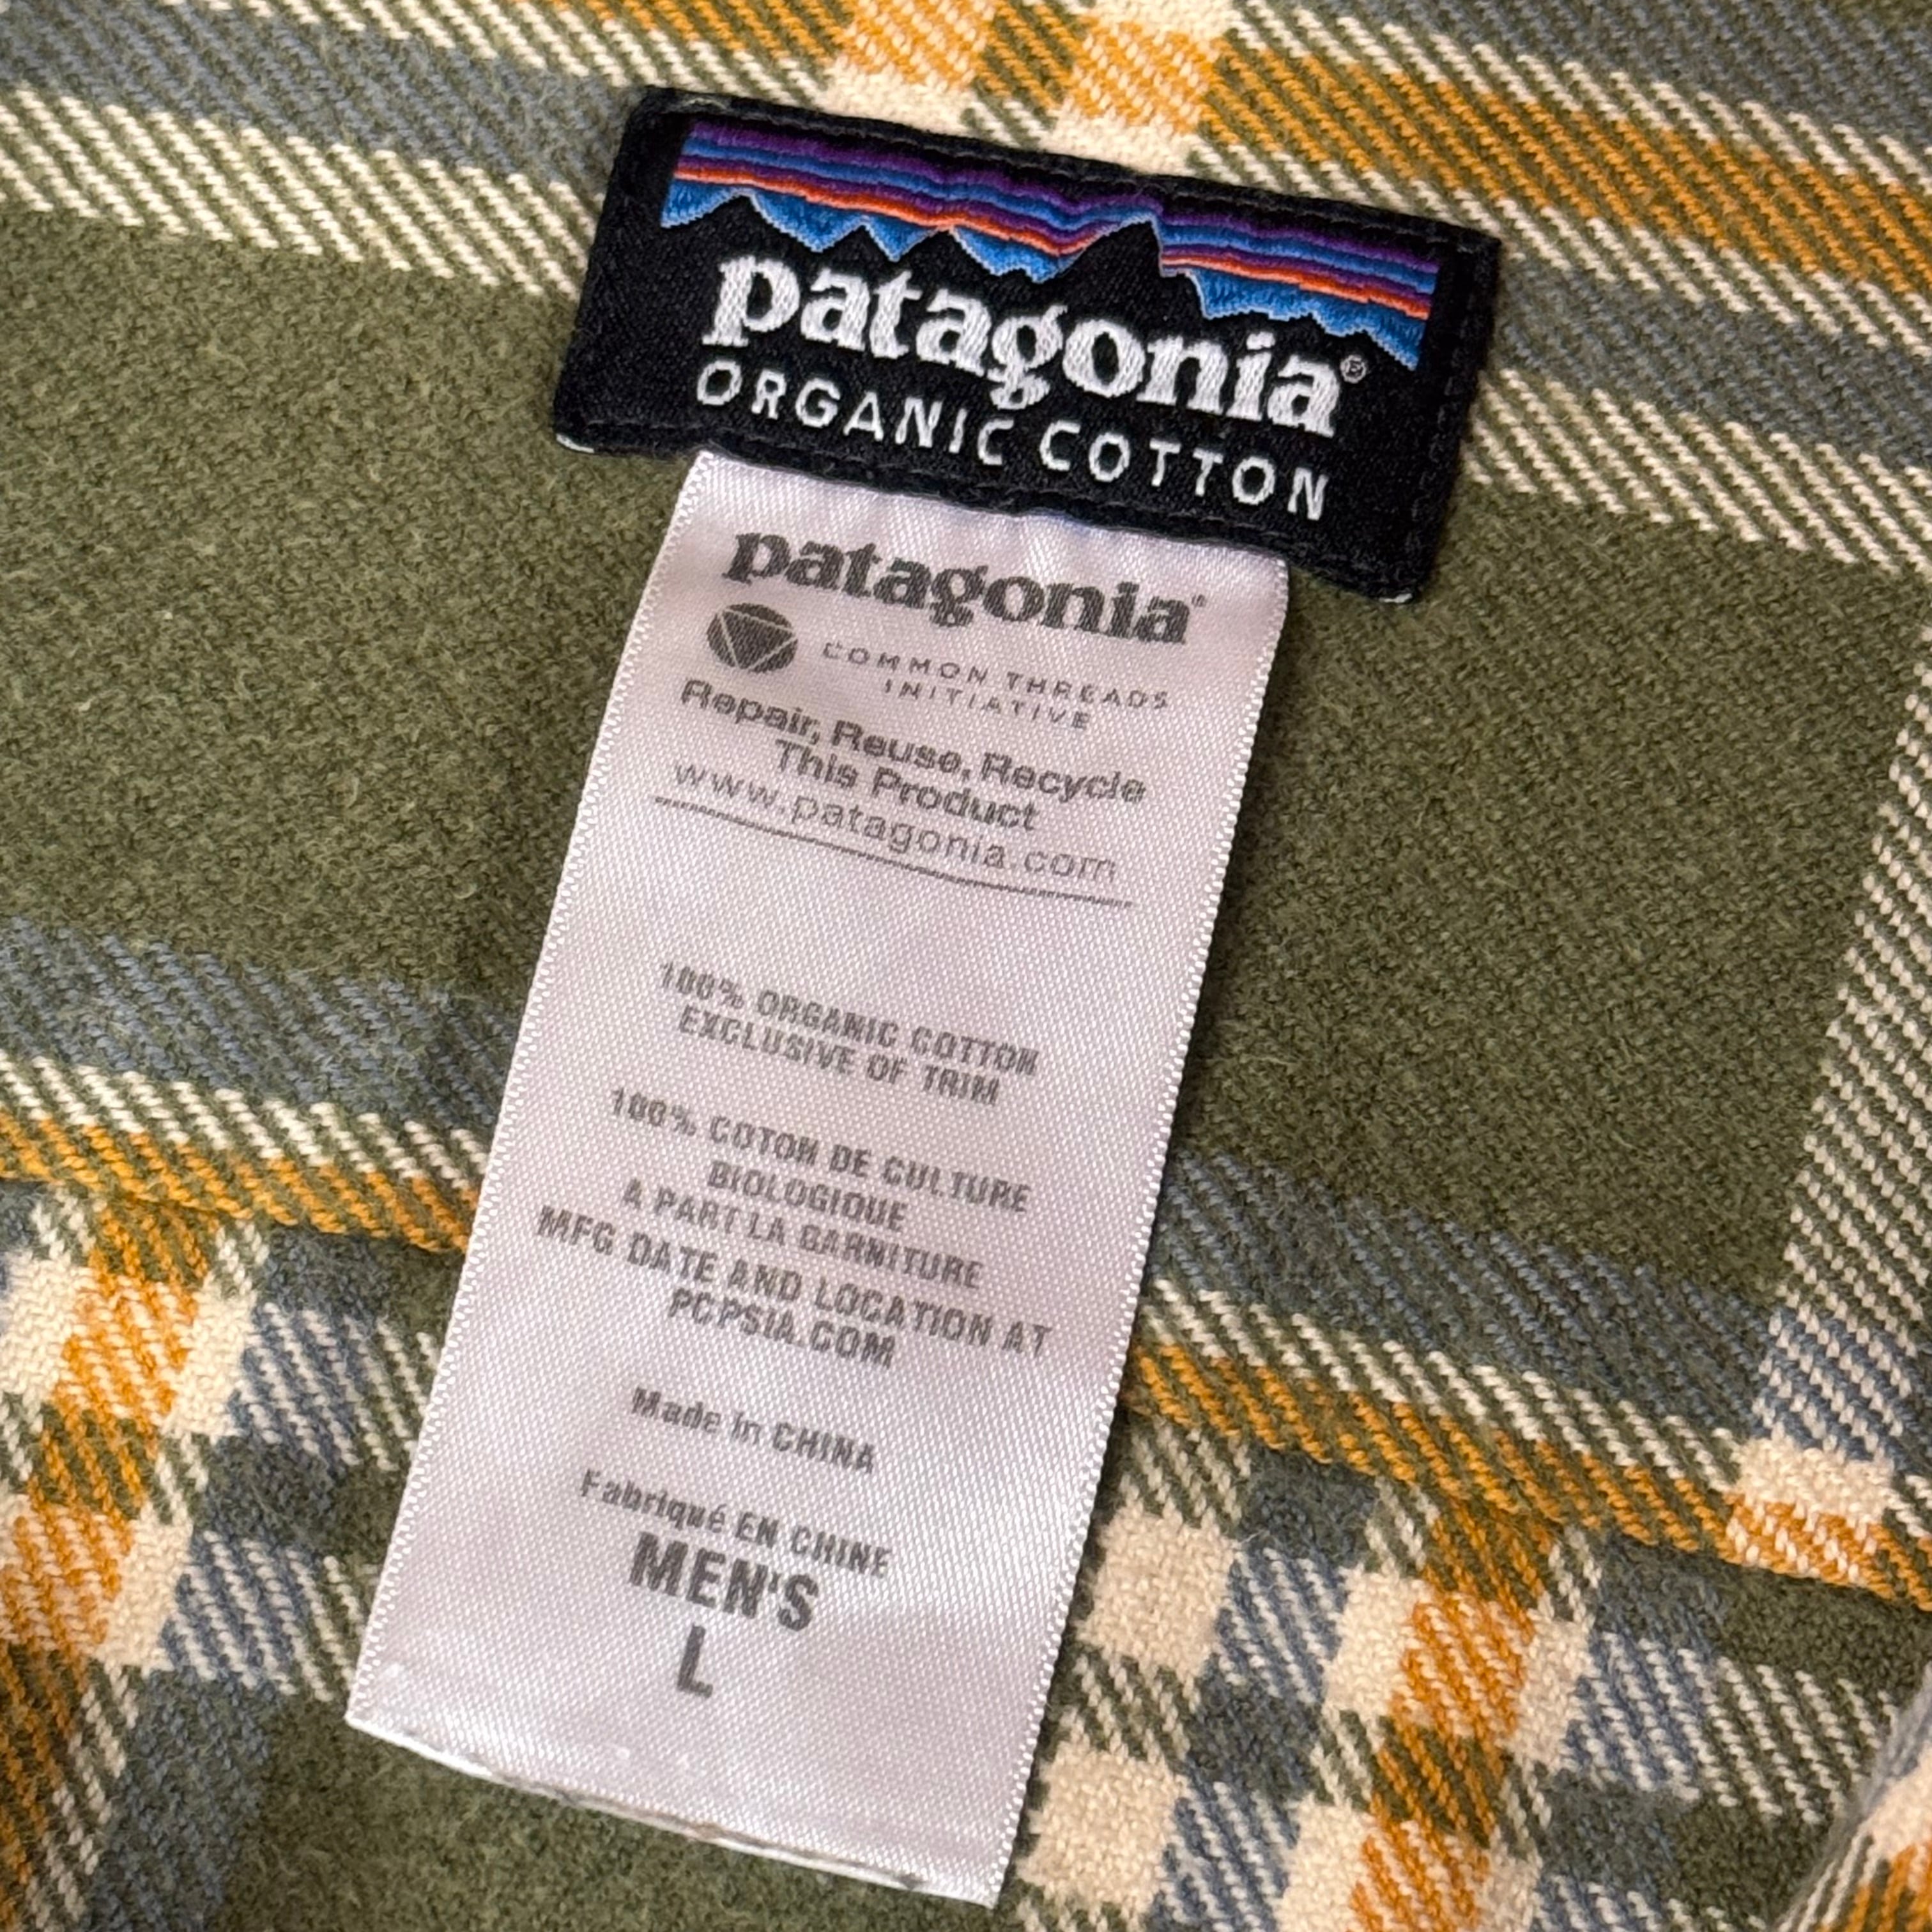 patagonia®
ORGANIC COTTON
patagonia®
COMMON THREADS
INITIATIVE
Repair, Reuse, Recycle
This Product
www.patagonia.com
100% ORGANIC COTTON
EXCLUSIVE OF TRIM
100% COTON DE CULTURE
BIOLOGIQUE
A PART LA GARNITURE
MFG DATE AND LOCATION AT
PCPSIA.COM
Made in CHINA
Fabriqué EN CHINE
MEN'S
L